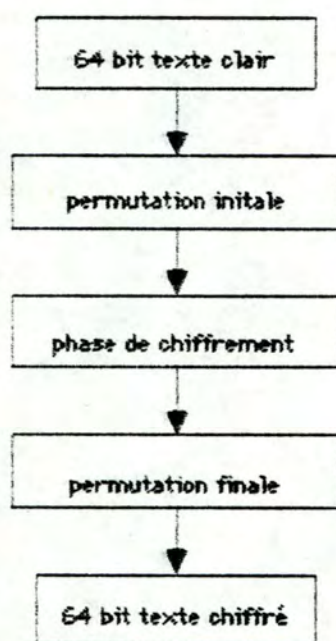 64 bit texte clair
permutation initale
phase de chiffrement
permutation finale
64 bit texte chiffré